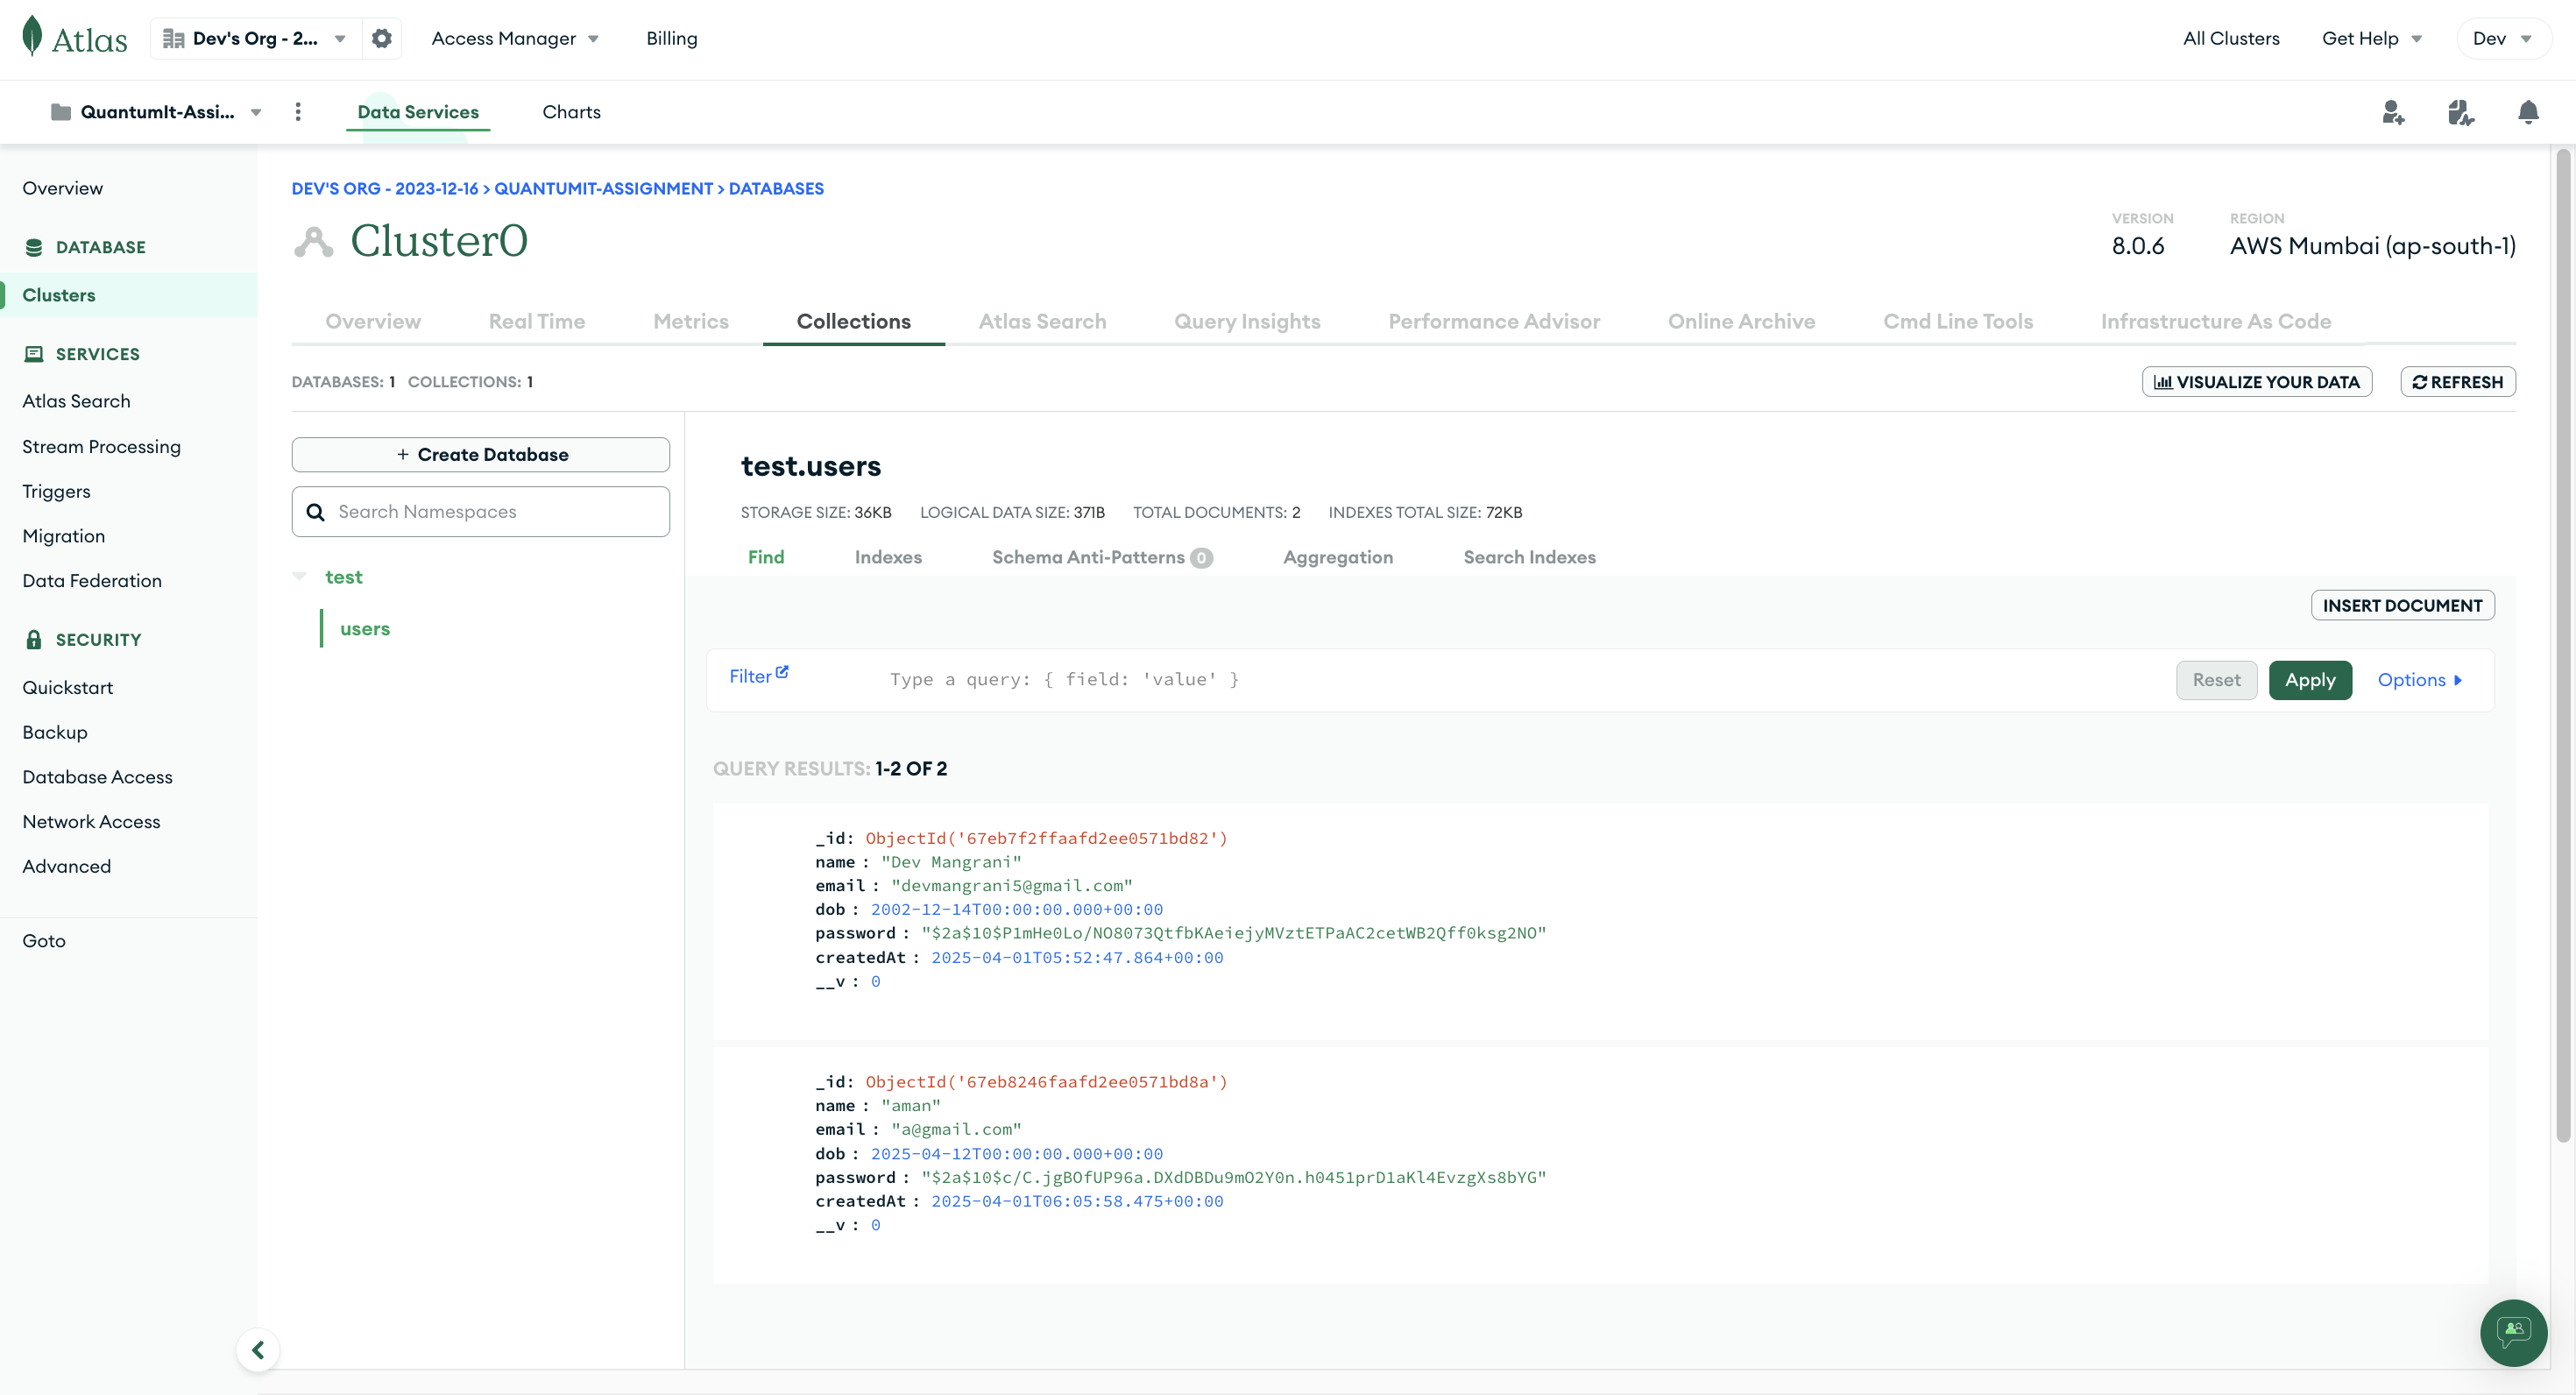 Atlas Dev's Org - 2... Access Manager Billing All Clusters Get Help Dev
QuantumIt-Assi... Data Services Charts
Overview
DATABASE
Clusters
SERVICES
Atlas Search
Stream Processing
Triggers
Migration
Data Federation
SECURITY
Quickstart
Backup
Database Access
Network Access
Advanced
Goto
DEV'S ORG - 2023-12-16 > QUANTUMIT-ASSIGNMENT > DATABASES
Cluster0
VERSION
8.0.6
REGION
AWS Mumbai (ap-south-1)
Overview Real Time Metrics Collections Atlas Search Query Insights Performance Advisor Online Archive Cmd Line Tools Infrastructure As Code
DATABASES: 1 COLLECTIONS: 1
VISUALIZE YOUR DATA REFRESH
+ Create Database
Search Namespaces
test
users
test.users
STORAGE SIZE: 36KB LOGICAL DATA SIZE: 371B TOTAL DOCUMENTS: 2 INDEXES TOTAL SIZE: 72KB
Find Indexes Schema Anti-Patterns 0 Aggregation Search Indexes
INSERT DOCUMENT
Filter Type a query: { field: 'value' } Reset Apply Options
QUERY RESULTS: 1-2 OF 2
_id: ObjectId('67eb7f2ffaafd2ee0571bd82')
name : "Dev Mangrani"
email : "devmangrani5@gmail.com"
dob : 2002-12-14T00:00:00.000+00:00
password : "$2a$10$P1mHe0Lo/NO8073QtfbKAeiejyMVztETPaAC2cetWB2Qff0ksg2NO"
createdAt : 2025-04-01T05:52:47.864+00:00
__v : 0
_id: ObjectId('67eb8246faafd2ee0571bd8a')
name : "aman"
email : "a@gmail.com"
dob : 2025-04-12T00:00:00.000+00:00
password : "$2a$10$c/C.jgBOfUP96a.DXdDBDu9mO2Y0n.h0451prD1aKl4EvzgXs8bYG"
createdAt : 2025-04-01T06:05:58.475+00:00
__v : 0